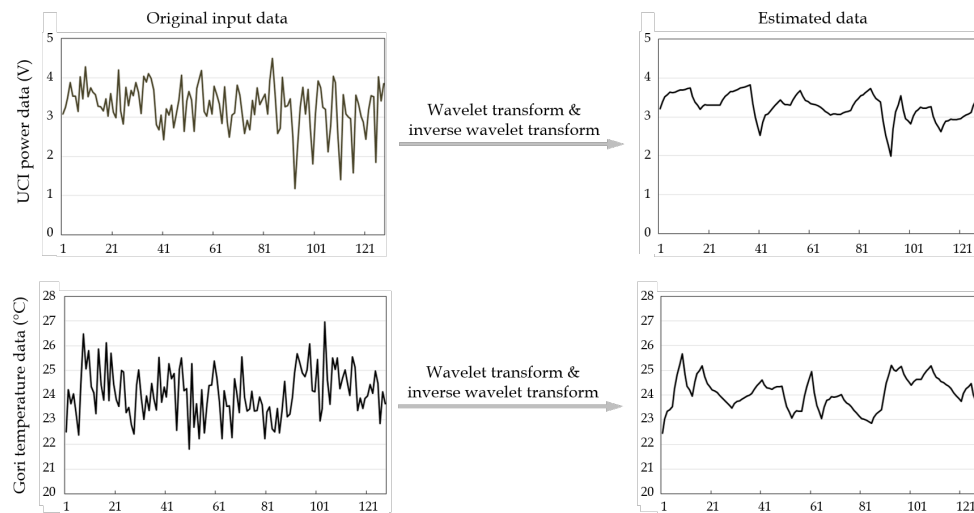 Original input data
Estimated data
UCI power data (V)
5
4
3
2
1
0
1 21 41 61 81 101 121
Wavelet transform &
inverse wavelet transform
5
4
3
2
1
0
1 21 41 61 81 101 121
Gori temperature data (°C)
28
27
26
25
24
23
22
21
20
1 21 41 61 81 101 121
Wavelet transform &
inverse wavelet transform
28
27
26
25
24
23
22
21
20
1 21 41 61 81 101 121